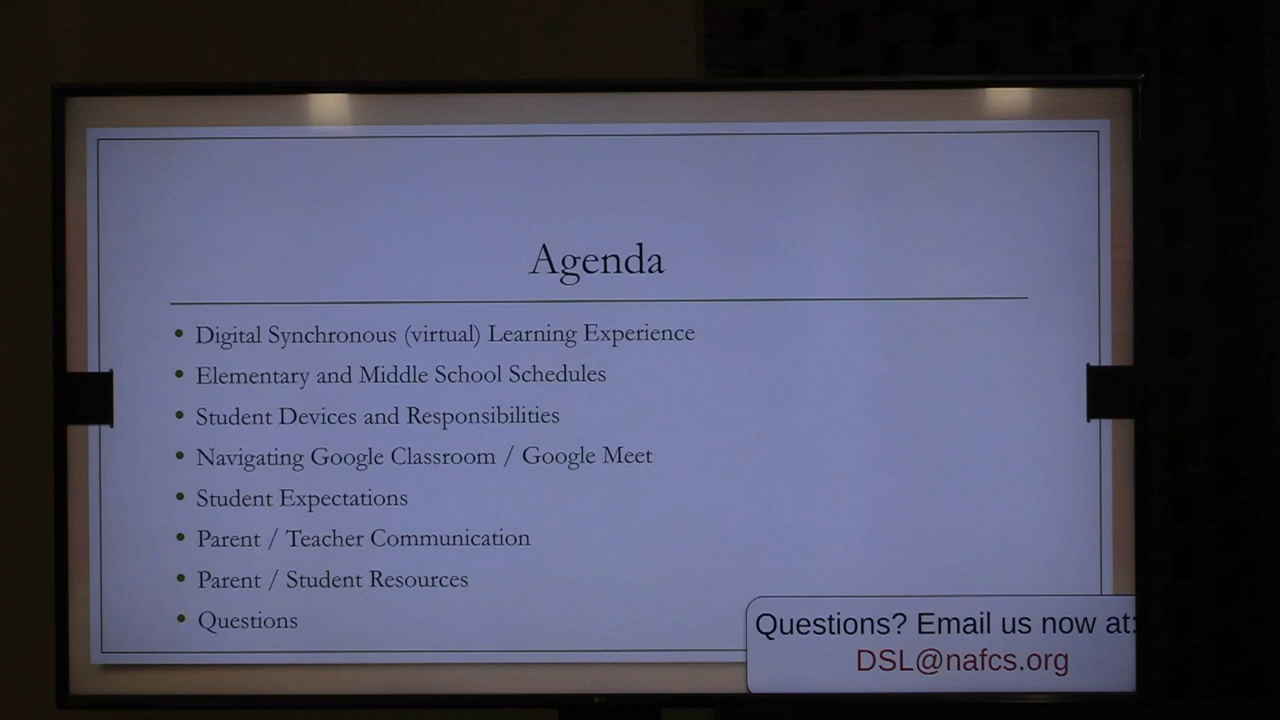 Agenda
• Digital Synchronous (virtual) Learning Experience
• Elementary and Middle School Schedules
• Student Devices and Responsibilities
• Navigating Google Classroom / Google Meet
• Student Expectations
• Parent / Teacher Communication
• Parent / Student Resources
• Questions
Questions? Email us now at:
DSL@nafcs.org